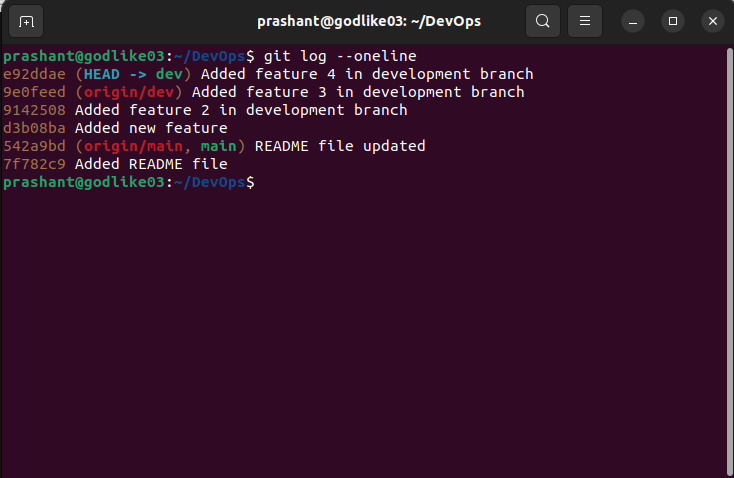 prashant@godlike03: ~/DevOps
prashant@godlike03:~/DevOps$ git log --oneline
e92ddae (HEAD -> dev) Added feature 4 in development branch
9e0feed (origin/dev) Added feature 3 in development branch
9142508 Added feature 2 in development branch
d3b08ba Added new feature
542a9bd (origin/main, main) README file updated
7f782c9 Added README file
prashant@godlike03:~/DevOps$